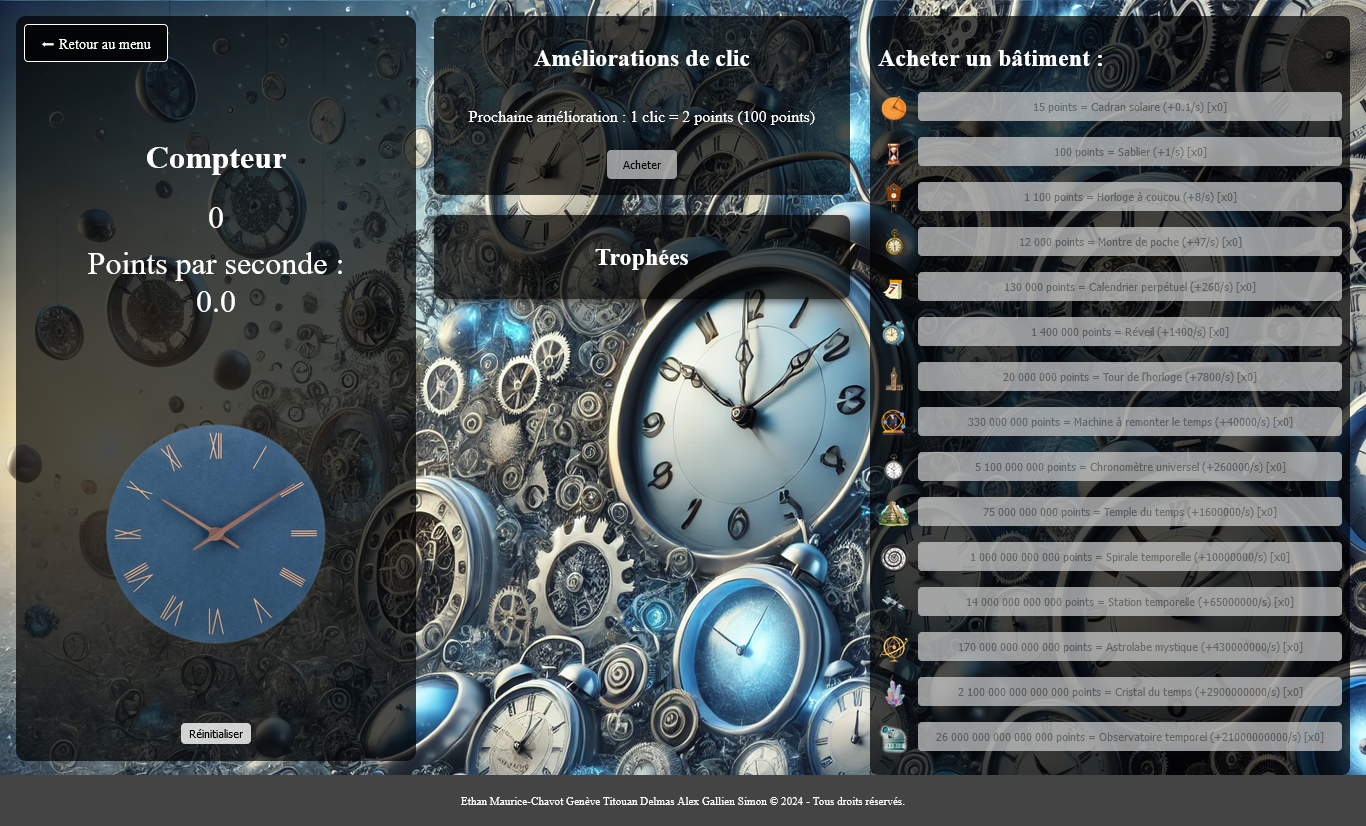 ⬅ Retour au menu
Compteur
0
Points par seconde :
0.0
Réinitialiser
Améliorations de clic
Prochaine amélioration : 1 clic = 2 points (100 points)
Acheter
Trophées
Acheter un bâtiment :
15 points = Cadran solaire (+0.1/s) [x0]
100 points = Sablier (+1/s) [x0]
1 100 points = Horloge à coucou (+8/s) [x0]
12 000 points = Montre de poche (+47/s) [x0]
130 000 points = Calendrier perpétuel (+260/s) [x0]
1 400 000 points = Réveil (+1400/s) [x0]
20 000 000 points = Tour de l'horloge (+7800/s) [x0]
330 000 000 points = Machine à remonter le temps (+40000/s) [x0]
5 100 000 000 points = Chronomètre universel (+260000/s) [x0]
75 000 000 000 points = Temple du temps (+1600000/s) [x0]
1 000 000 000 000 points = Spirale temporelle (+10000000/s) [x0]
14 000 000 000 000 points = Station temporelle (+65000000/s) [x0]
170 000 000 000 000 points = Astrolabe mystique (+430000000/s) [x0]
2 100 000 000 000 000 points = Cristal du temps (+2900000000/s) [x0]
26 000 000 000 000 000 points = Observatoire temporel (+21000000000/s) [x0]
Ethan Maurice-Chavot Genève Titouan Delmas Alex Gallien Simon © 2024 - Tous droits réservés.